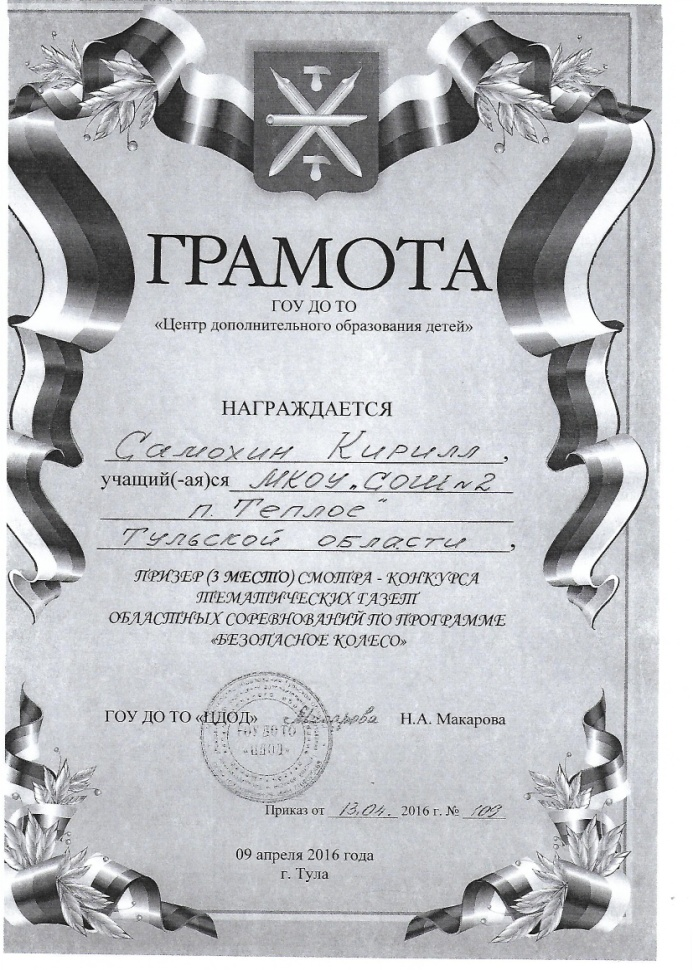 ГРАМОТА
ГОУ ДО ТО
«Центр дополнительного образования детей»
НАГРАЖДАЕТСЯ
Самохин Кирилл,
учащий(-ая)ся МКОУ „СОШ №2
п. Теплое"
Тульской области,
ПРИЗЕР (3 МЕСТО) СМОТРА - КОНКУРСА
ТЕМАТИЧЕСКИХ ГАЗЕТ
ОБЛАСТНЫХ СОРЕВНОВАНИЙ ПО ПРОГРАММЕ
«БЕЗОПАСНОЕ КОЛЕСО»
ГОУ ДО ТО «ЦДОД» Макарова Н.А. Макарова
ГОУ ДО ТО
«ЦДОД»
Приказ от 13.04. 2016 г. № 109
09 апреля 2016 года
г. Тула